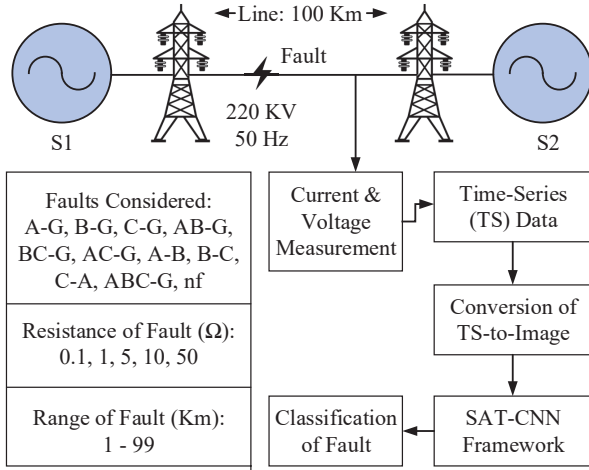 Line: 100 Km
Fault
220 KV
50 Hz
S1
S2
Faults Considered:
A-G, B-G, C-G, AB-G,
BC-G, AC-G, A-B, B-C,
C-A, ABC-G, nf
Resistance of Fault (Ω):
0.1, 1, 5, 10, 50
Range of Fault (Km):
1 - 99
Current &
Voltage
Measurement
Time-Series
(TS) Data
Conversion of
TS-to-Image
SAT-CNN
Framework
Classification
of Fault